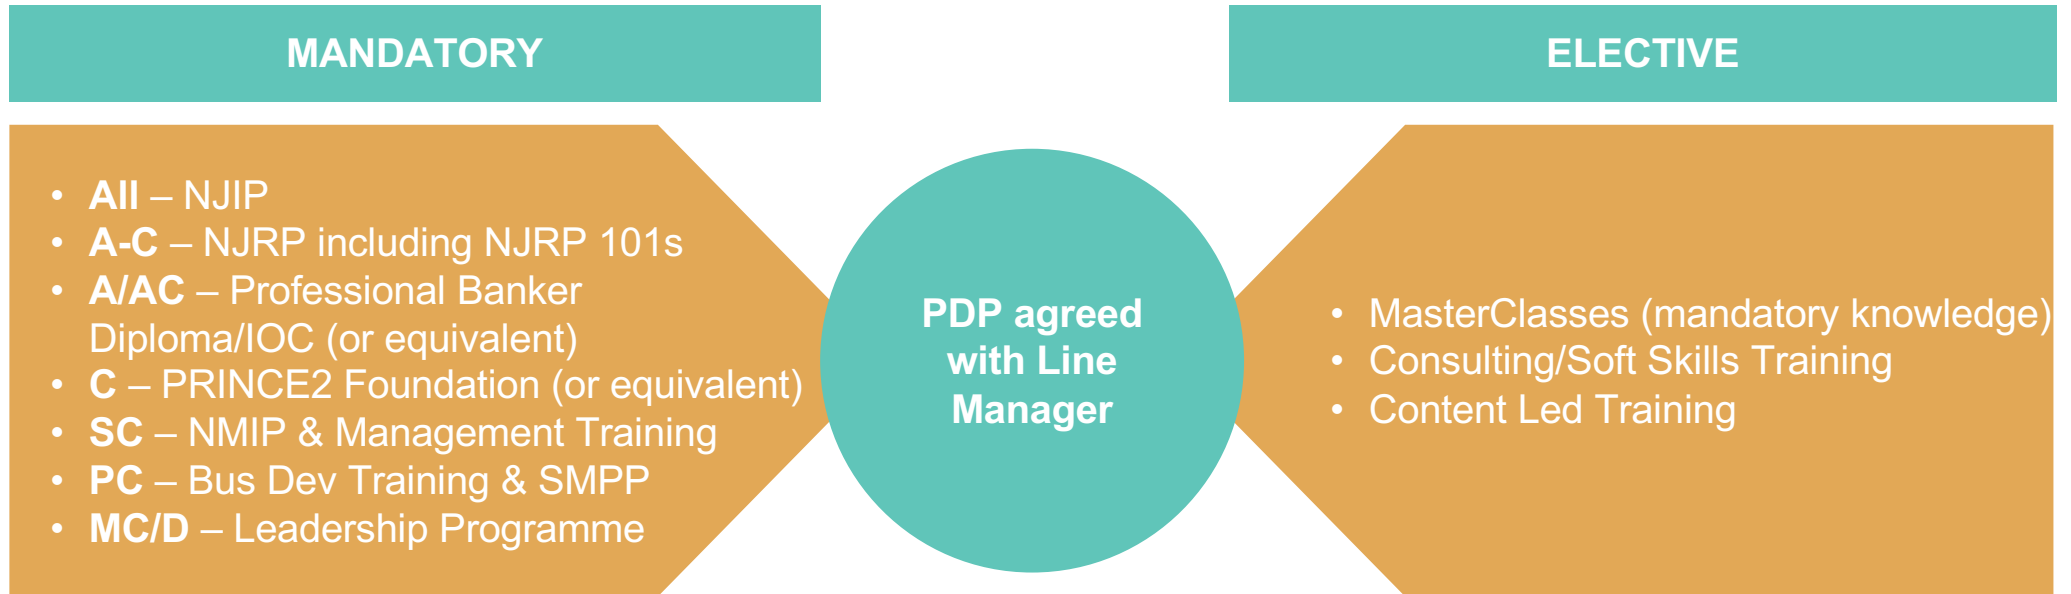 MANDATORY
• All – NJIP
• A-C – NJRP including NJRP 101s
• A/AC – Professional Banker
Diploma/IOC (or equivalent)
• C – PRINCE2 Foundation (or equivalent)
• SC – NMIP & Management Training
• PC – Bus Dev Training & SMPP
• MC/D – Leadership Programme
PDP agreed
with Line
Manager
ELECTIVE
• MasterClasses (mandatory knowledge)
• Consulting/Soft Skills Training
• Content Led Training